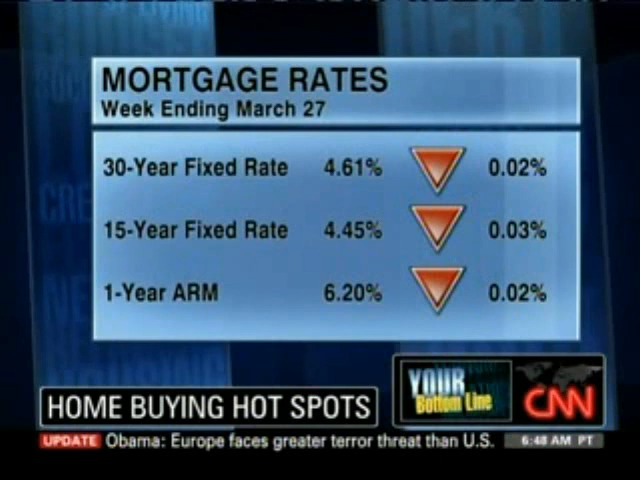 MORTGAGE RATES
Week Ending March 27
30-Year Fixed Rate 4.61% 0.02%
15-Year Fixed Rate 4.45% 0.03%
1-Year ARM 6.20% 0.02%
YOUR
Bottom Line
CNN
HOME BUYING HOT SPOTS
UPDATE Obama: Europe faces greater terror threat than U.S. 6:48 AM PT